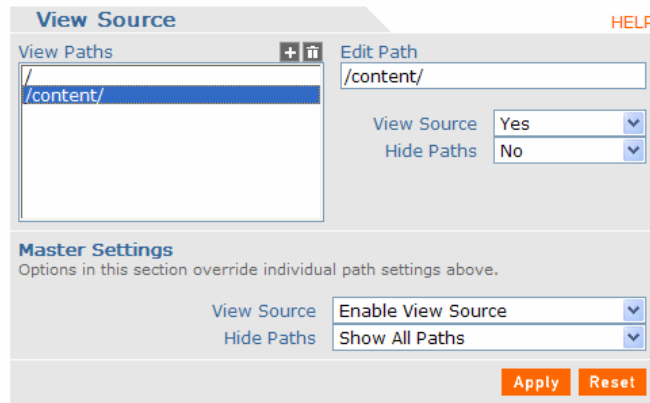 View Source
HELP
View Paths
Edit Path
/
/content/
/content/
View Source Yes
Hide Paths No
Master Settings
Options in this section override individual path settings above.
View Source Enable View Source
Hide Paths Show All Paths
Apply Reset